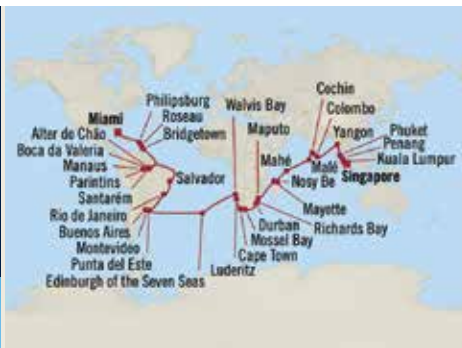 Miami
Philipsburg
Roseau
Bridgetown
Alter do Chão
Boca da Valeria
Manaus
Parintins
Santarém
Salvador
Rio de Janeiro
Buenos Aires
Montevideo
Punta del Este
Edinburgh of the Seven Seas
Walvis Bay
Luderitz
Cape Town
Mossel Bay
Durban
Richards Bay
Maputo
Mayotte
Nosy Be
Mahé
Malé
Cochin
Colombo
Yangon
Phuket
Penang
Kuala Lumpur
Singapore